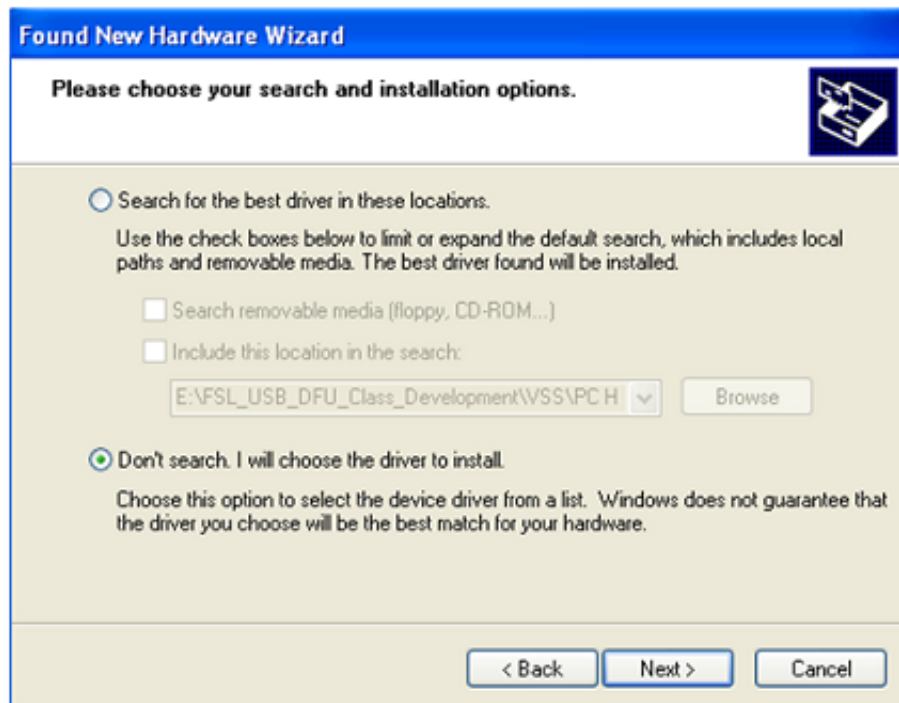 Found New Hardware Wizard
Please choose your search and installation options.
Search for the best driver in these locations.
Use the check boxes below to limit or expand the default search, which includes local
paths and removable media. The best driver found will be installed.
Search removable media (floppy, CD-ROM...)
Include this location in the search:
E:\FSL_USB_DFU_Class_Development\VSS\PC H
Browse
Don't search. I will choose the driver to install.
Choose this option to select the device driver from a list. Windows does not guarantee that
the driver you choose will be the best match for your hardware.
< Back
Next >
Cancel